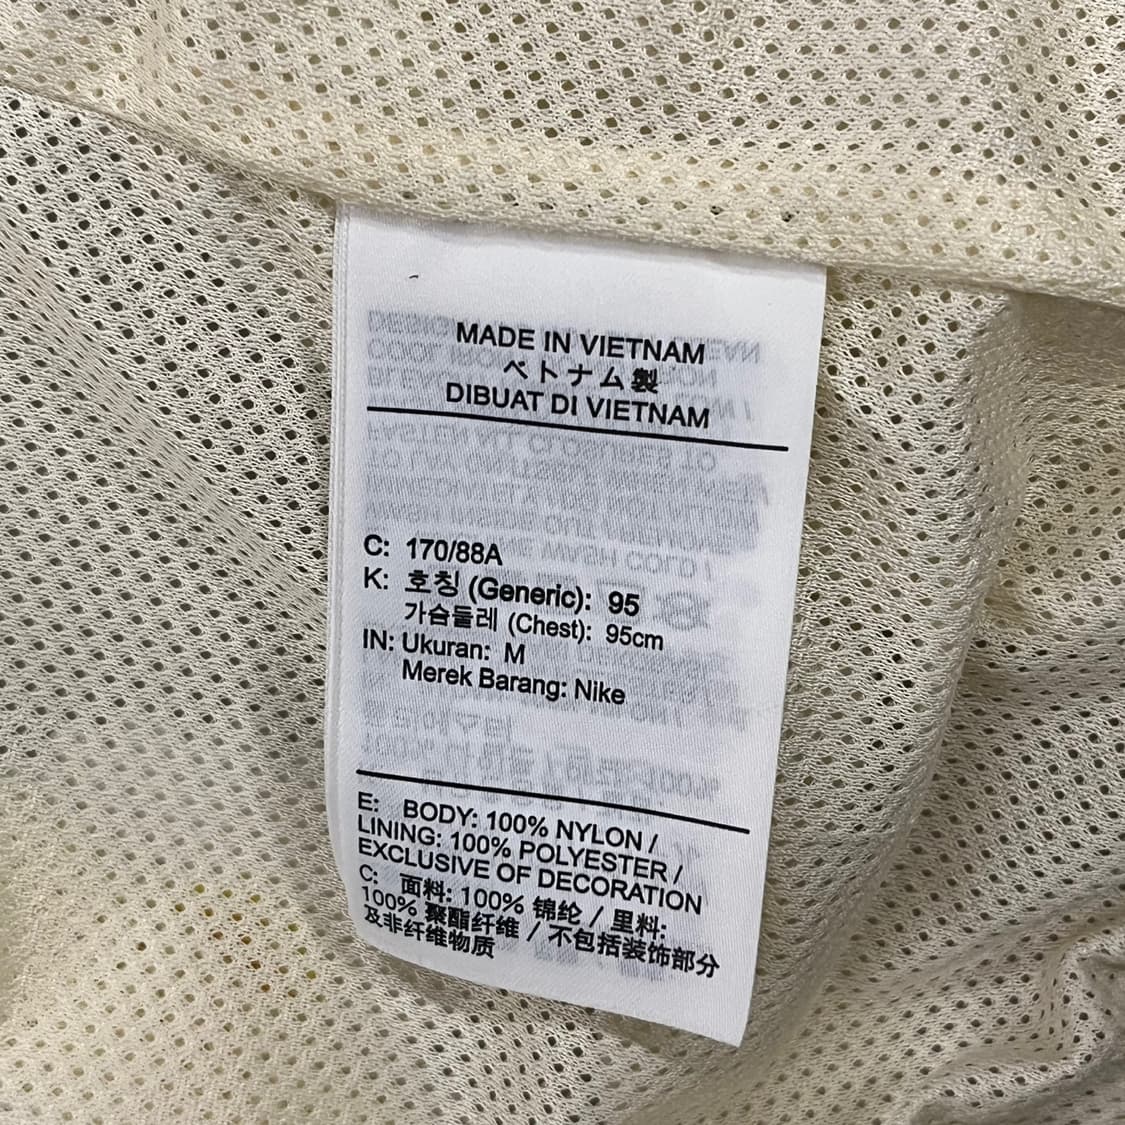 MADE IN VIETNAM
ベトナム製
DIBUAT DI VIETNAM
C: 170/88A
K: 호칭 (Generic): 95
가슴둘레 (Chest): 95cm
IN: Ukuran: M
Merek Barang: Nike
E: BODY: 100% NYLON /
LINING: 100% POLYESTER /
EXCLUSIVE OF DECORATION
C: 面料: 100% 锦纶 / 里料:
100% 聚酯纤维 / 不包括装饰部分
及非纤维物质